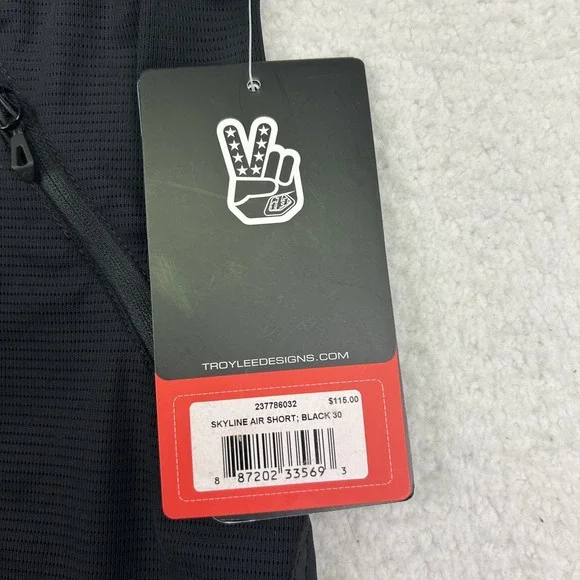 TROYLEEDESIGNS.COM
237786032 $115.00
SKYLINE AIR SHORT; BLACK 30
8 87202 33569 3